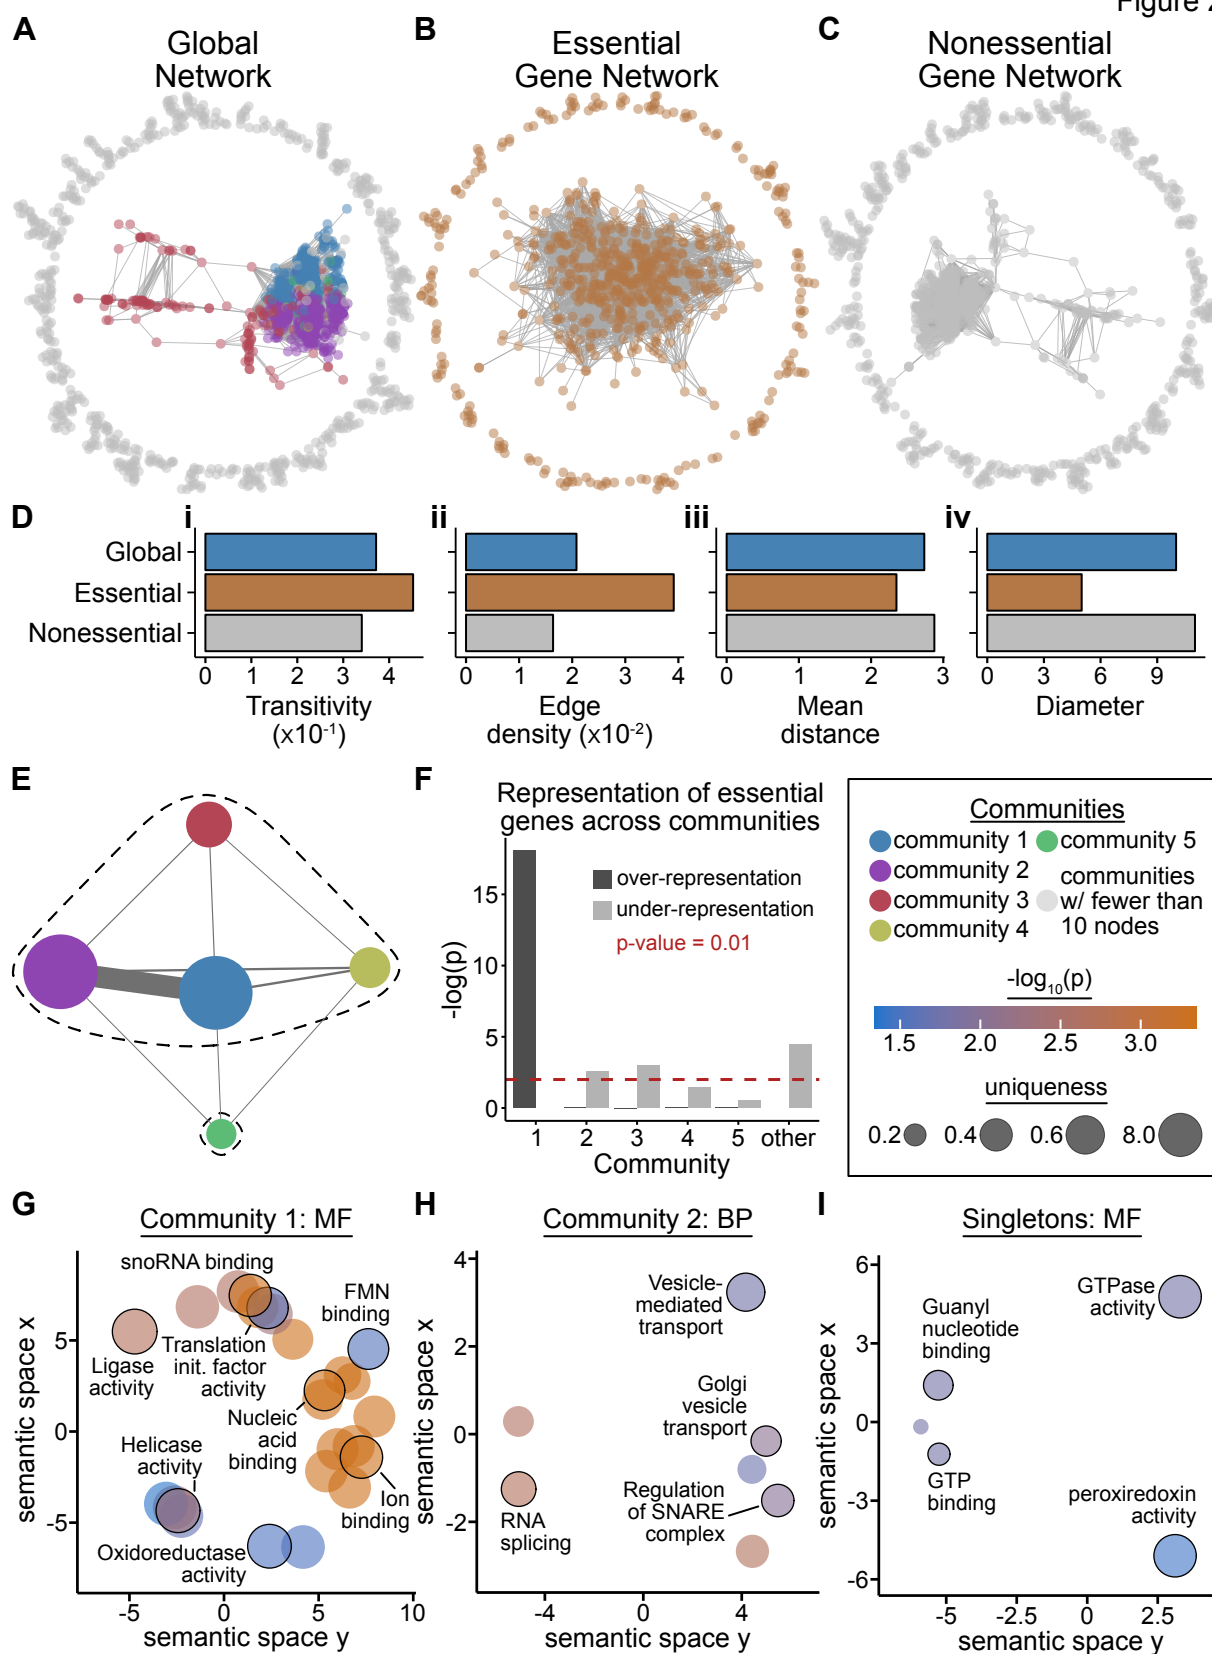 Figure 2
A
Global
Network
B
Essential
Gene Network
C
Nonessential
Gene Network
D
i
Global
Essential
Nonessential
0 1 2 3 4
Transitivity
(x10-1)
ii
0 1 2 3 4
Edge
density (x10-2)
iii
0 1 2 3
Mean
distance
iv
0 3 6 9
Diameter
E
F
Representation of essential
genes across communities
-log(p)
15
10
5
0
over-representation
under-representation
p-value = 0.01
1 2 3 4 5 other
Community
Communities
community 1
community 2
community 3
community 4
community 5
communities
w/ fewer than
10 nodes
-log10(p)
1.5 2.0 2.5 3.0
uniqueness
0.2 0.4 0.6 8.0
G
Community 1: MF
semantic space x
5
0
-5
snoRNA binding
FMN
binding
Ligase
activity
Translation
init. factor
activity
Nucleic
acid
binding
Helicase
activity
Ion
binding
Oxidoreductase
activity
-5 0 5 10
semantic space y
H
Community 2: BP
semantic space x
4
2
0
-2
Vesicle-
mediated
transport
Golgi
vesicle
transport
Regulation
of SNARE
complex
RNA
splicing
-4 0 4
semantic space y
I
Singletons: MF
semantic space x
6
3
0
-3
-6
GTPase
activity
Guanyl
nucleotide
binding
GTP
binding
peroxiredoxin
activity
-5 -2.5 0 2.5
semantic space y